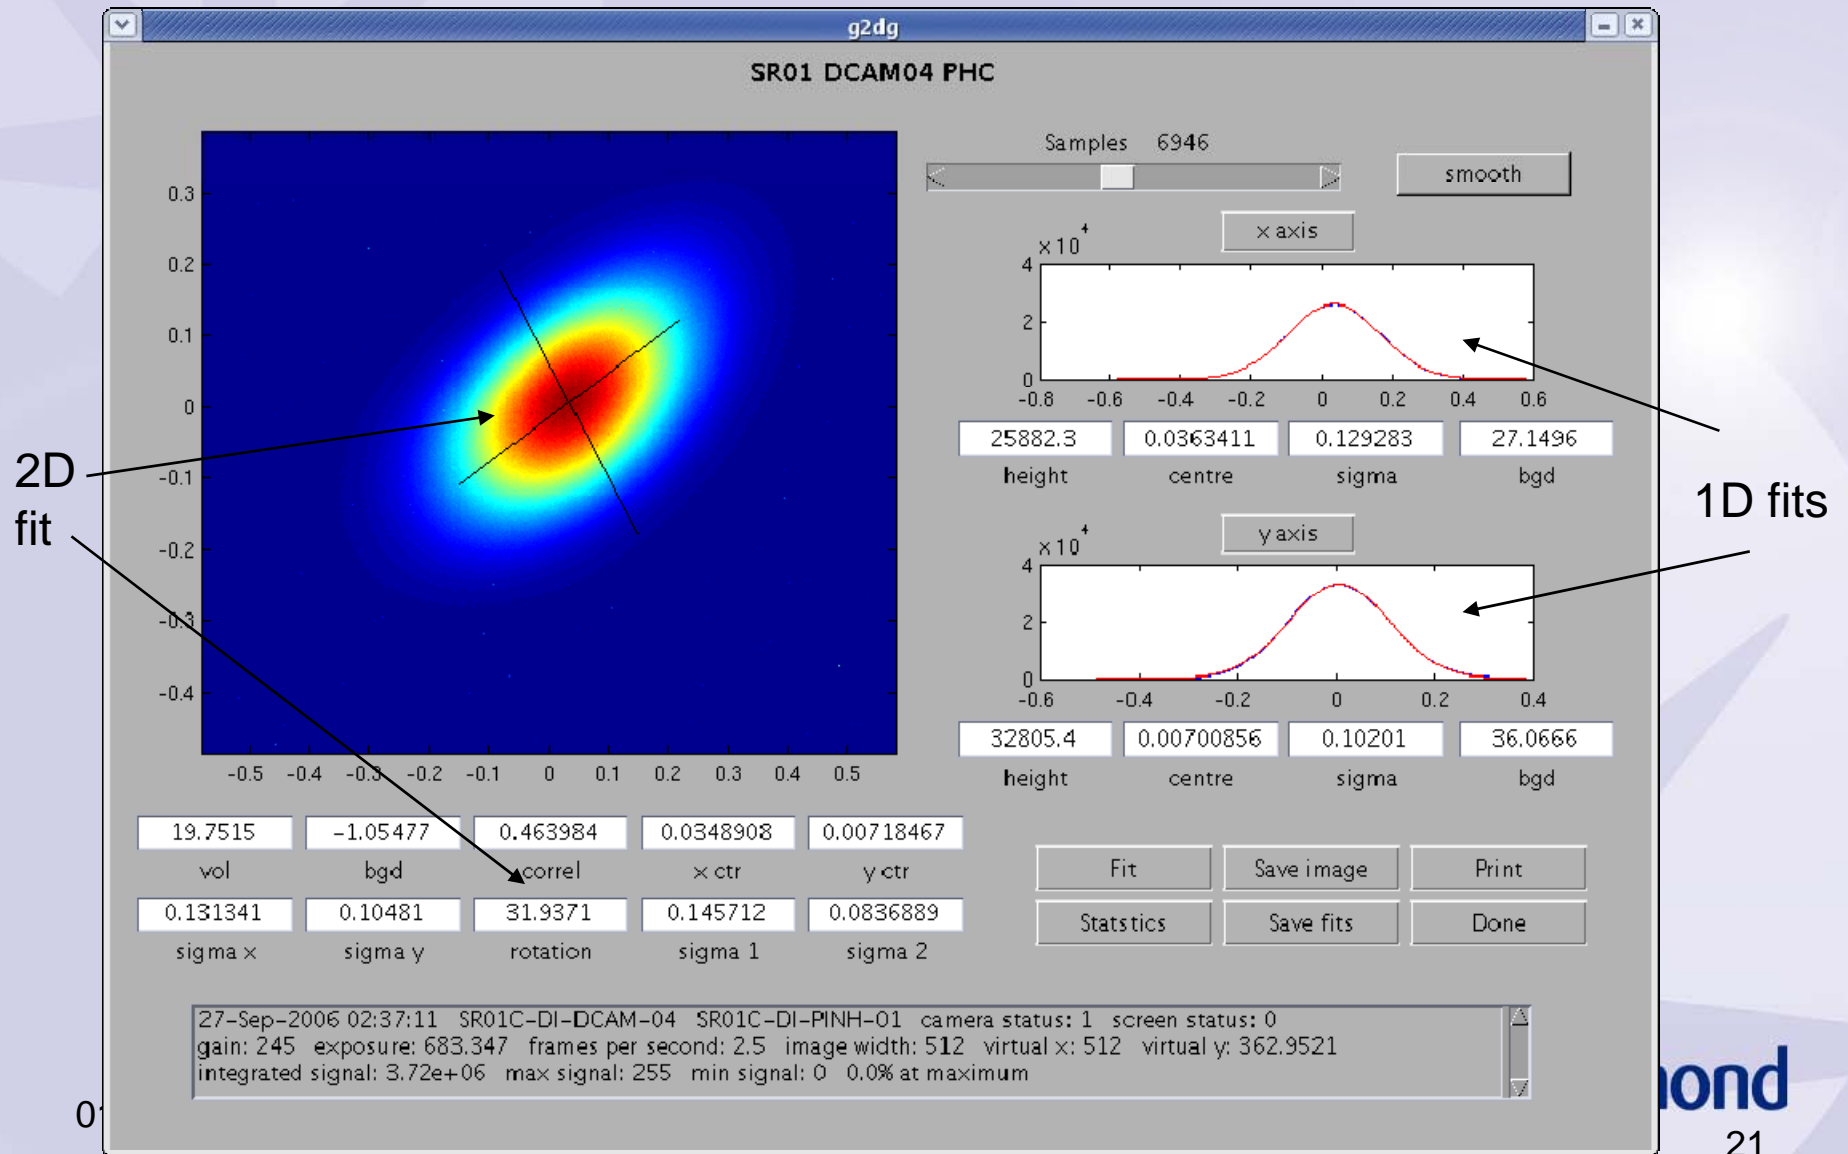 g2dg
SR01 DCAM04 PHC
Samples 6946
smooth
x axis
×10^4
4
2
0
-0.8 -0.6 -0.4 -0.2 0 0.2 0.4 0.6
25882.3 0.0363411 0.129283 27.1496
height centre sigma bgd
y axis
×10^4
4
2
0
-0.6 -0.4 -0.2 0 0.2 0.4
32805.4 0.00700856 0.10201 36.0666
height centre sigma bgd
1D fits
0.3
0.2
0.1
0
-0.1
-0.2
-0.3
-0.4
-0.5 -0.4 -0.3 -0.2 -0.1 0 0.1 0.2 0.3 0.4 0.5
2D
fit
19.7515 -1.05477 0.463984 0.0348908 0.00718467
vol bgd correl x ctr y ctr
0.131341 0.10481 31.9371 0.145712 0.0836889
sigma x sigma y rotation sigma 1 sigma 2
Fit Save image Print
Statstics Save fits Done
27-Sep-2006 02:37:11 SR01C-DI-DCAM-04 SR01C-DI-PINH-01 camera status: 1 screen status: 0
gain: 245 exposure: 683.347 frames per second: 2.5 image width: 512 virtual x: 512 virtual y: 362.9521
integrated signal: 3.72e+06 max signal: 255 min signal: 0 0.0% at maximum
ond
21